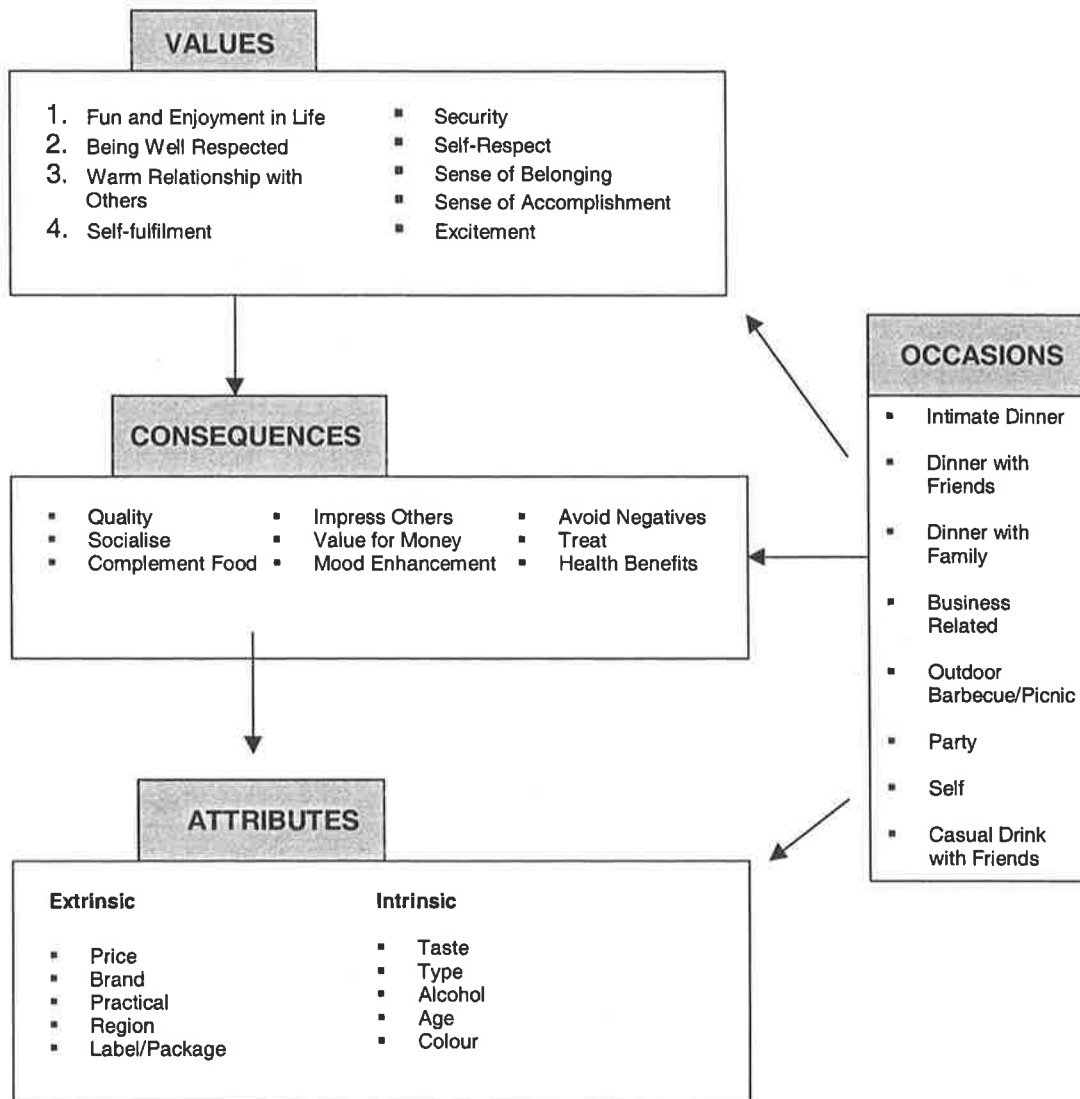 VALUES
1. Fun and Enjoyment in Life
2. Being Well Respected
3. Warm Relationship with
Others
4. Self-fulfilment
▪ Security
▪ Self-Respect
▪ Sense of Belonging
▪ Sense of Accomplishment
▪ Excitement
CONSEQUENCES
▪ Quality
▪ Socialise
▪ Complement Food
▪ Impress Others
▪ Value for Money
▪ Mood Enhancement
▪ Avoid Negatives
▪ Treat
▪ Health Benefits
ATTRIBUTES
Extrinsic
▪ Price
▪ Brand
▪ Practical
▪ Region
▪ Label/Package
Intrinsic
▪ Taste
▪ Type
▪ Alcohol
▪ Age
▪ Colour
OCCASIONS
▪ Intimate Dinner
▪ Dinner with
Friends
▪ Dinner with
Family
▪ Business
Related
▪ Outdoor
Barbecue/Picnic
▪ Party
▪ Self
▪ Casual Drink
with Friends